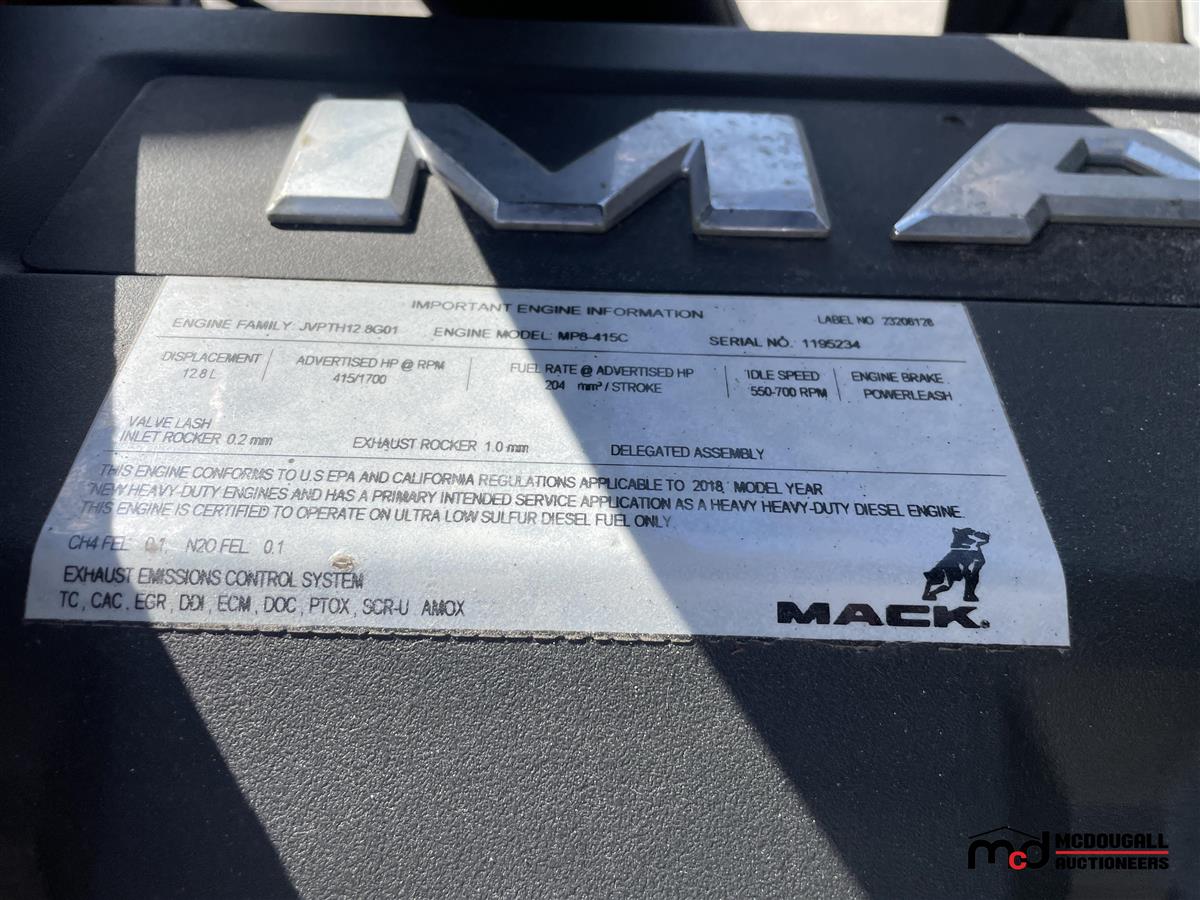 MA
IMPORTANT ENGINE INFORMATION
ENGINE FAMILY: JVPTH12.8G01 ENGINE MODEL: MP8-415C SERIAL NO. 1195234 LABEL NO 23206126
DISPLACEMENT ADVERTISED HP @ RPM FUEL RATE @ ADVERTISED HP IDLE SPEED ENGINE BRAKE
12.8 L 415/1700 204 mm³ / STROKE 550-700 RPM POWERLEASH
VALVE LASH
INLET ROCKER 0.2 mm EXHAUST ROCKER 1.0 mm DELEGATED ASSEMBLY
THIS ENGINE CONFORMS TO U.S EPA AND CALIFORNIA REGULATIONS APPLICABLE TO 2018 MODEL YEAR
NEW HEAVY-DUTY ENGINES AND HAS A PRIMARY INTENDED SERVICE APPLICATION AS A HEAVY HEAVY-DUTY DIESEL ENGINE.
THIS ENGINE IS CERTIFIED TO OPERATE ON ULTRA LOW SULFUR DIESEL FUEL ONLY.
CH4 FEL 0.1 N2O FEL 0.1
EXHAUST EMISSIONS CONTROL SYSTEM
TC, CAC, EGR, DDI, ECM, DOC, PTOX, SCR-U AMOX
MACK.
mcd MCDOUGALL
AUCTIONEERS